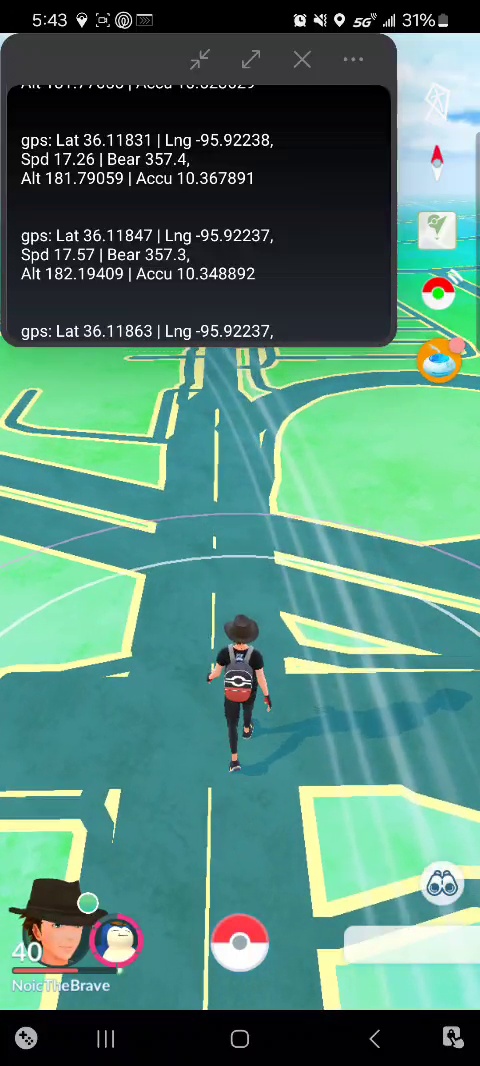 5:43
5G
31%
gps: Lat 36.11831 | Lng -95.92238,
Spd 17.26 | Bear 357.4,
Alt 181.79059 | Accu 10.367891
gps: Lat 36.11847 | Lng -95.92237,
Spd 17.57 | Bear 357.3,
Alt 182.19409 | Accu 10.348892
gps: Lat 36.11863 | Lng -95.92237,
40
NoicTheBrave